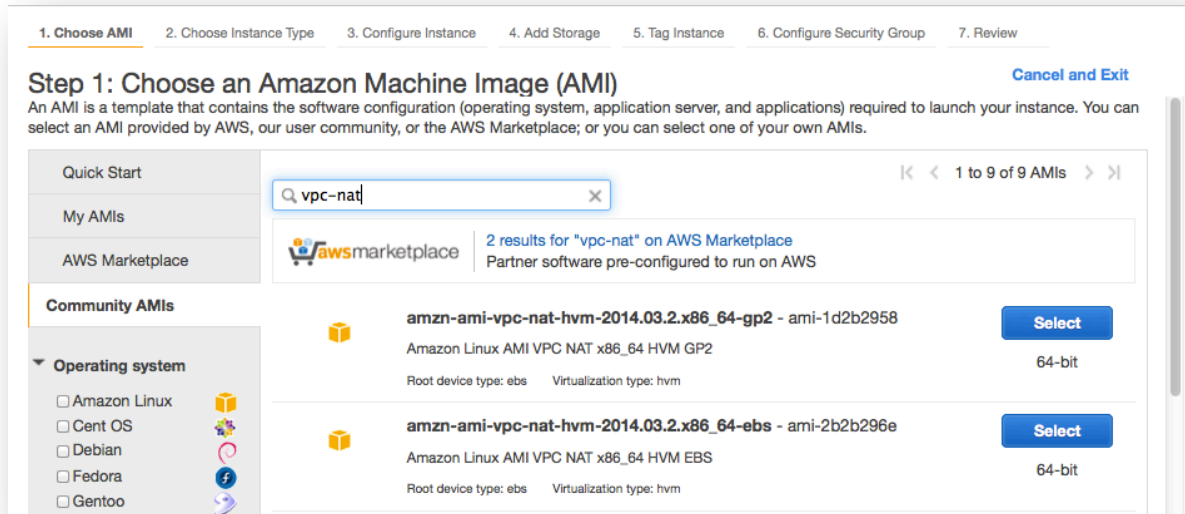 1. Choose AMI 2. Choose Instance Type 3. Configure Instance 4. Add Storage 5. Tag Instance 6. Configure Security Group 7. Review
Step 1: Choose an Amazon Machine Image (AMI)
Cancel and Exit
An AMI is a template that contains the software configuration (operating system, application server, and applications) required to launch your instance. You can
select an AMI provided by AWS, our user community, or the AWS Marketplace; or you can select one of your own AMIs.
Quick Start
My AMIs
AWS Marketplace
Community AMIs
Operating system
Amazon Linux
Cent OS
Debian
Fedora
Gentoo
vpc-nat
1 to 9 of 9 AMIs
awsmarketplace
2 results for "vpc-nat" on AWS Marketplace
Partner software pre-configured to run on AWS
amzn-ami-vpc-nat-hvm-2014.03.2.x86_64-gp2 - ami-1d2b2958
Amazon Linux AMI VPC NAT x86_64 HVM GP2
Root device type: ebs Virtualization type: hvm
Select
64-bit
amzn-ami-vpc-nat-hvm-2014.03.2.x86_64-ebs - ami-2b2b296e
Amazon Linux AMI VPC NAT x86_64 HVM EBS
Root device type: ebs Virtualization type: hvm
Select
64-bit